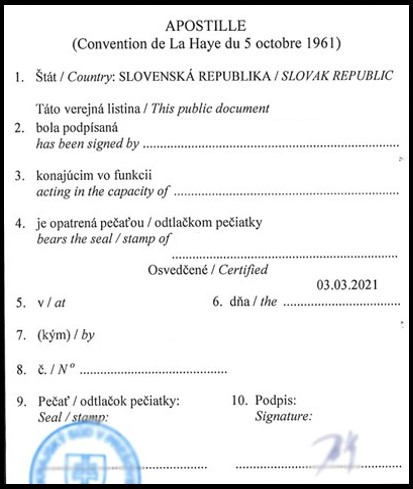 APOSTILLE
(Convention de La Haye du 5 octobre 1961)
1. Štát / Country: SLOVENSKÁ REPUBLIKA / SLOVAK REPUBLIC
Táto verejná listina / This public document
2. bola podpísaná
has been signed by ................................................................
3. konajúcim vo funkcii
acting in the capacity of ........................................................
4. je opatrená pečaťou / odtlačkom pečiatky
bears the seal / stamp of
................................................................
Osvedčené / Certified
03.03.2021
5. v / at 6. dňa / the ..............................
7. (kým) / by
8. č. / Nº ........................................
9. Pečať / odtlačok pečiatky: 10. Podpis:
Seal / stamp: Signature:
KRAJSKÝ SÚD V